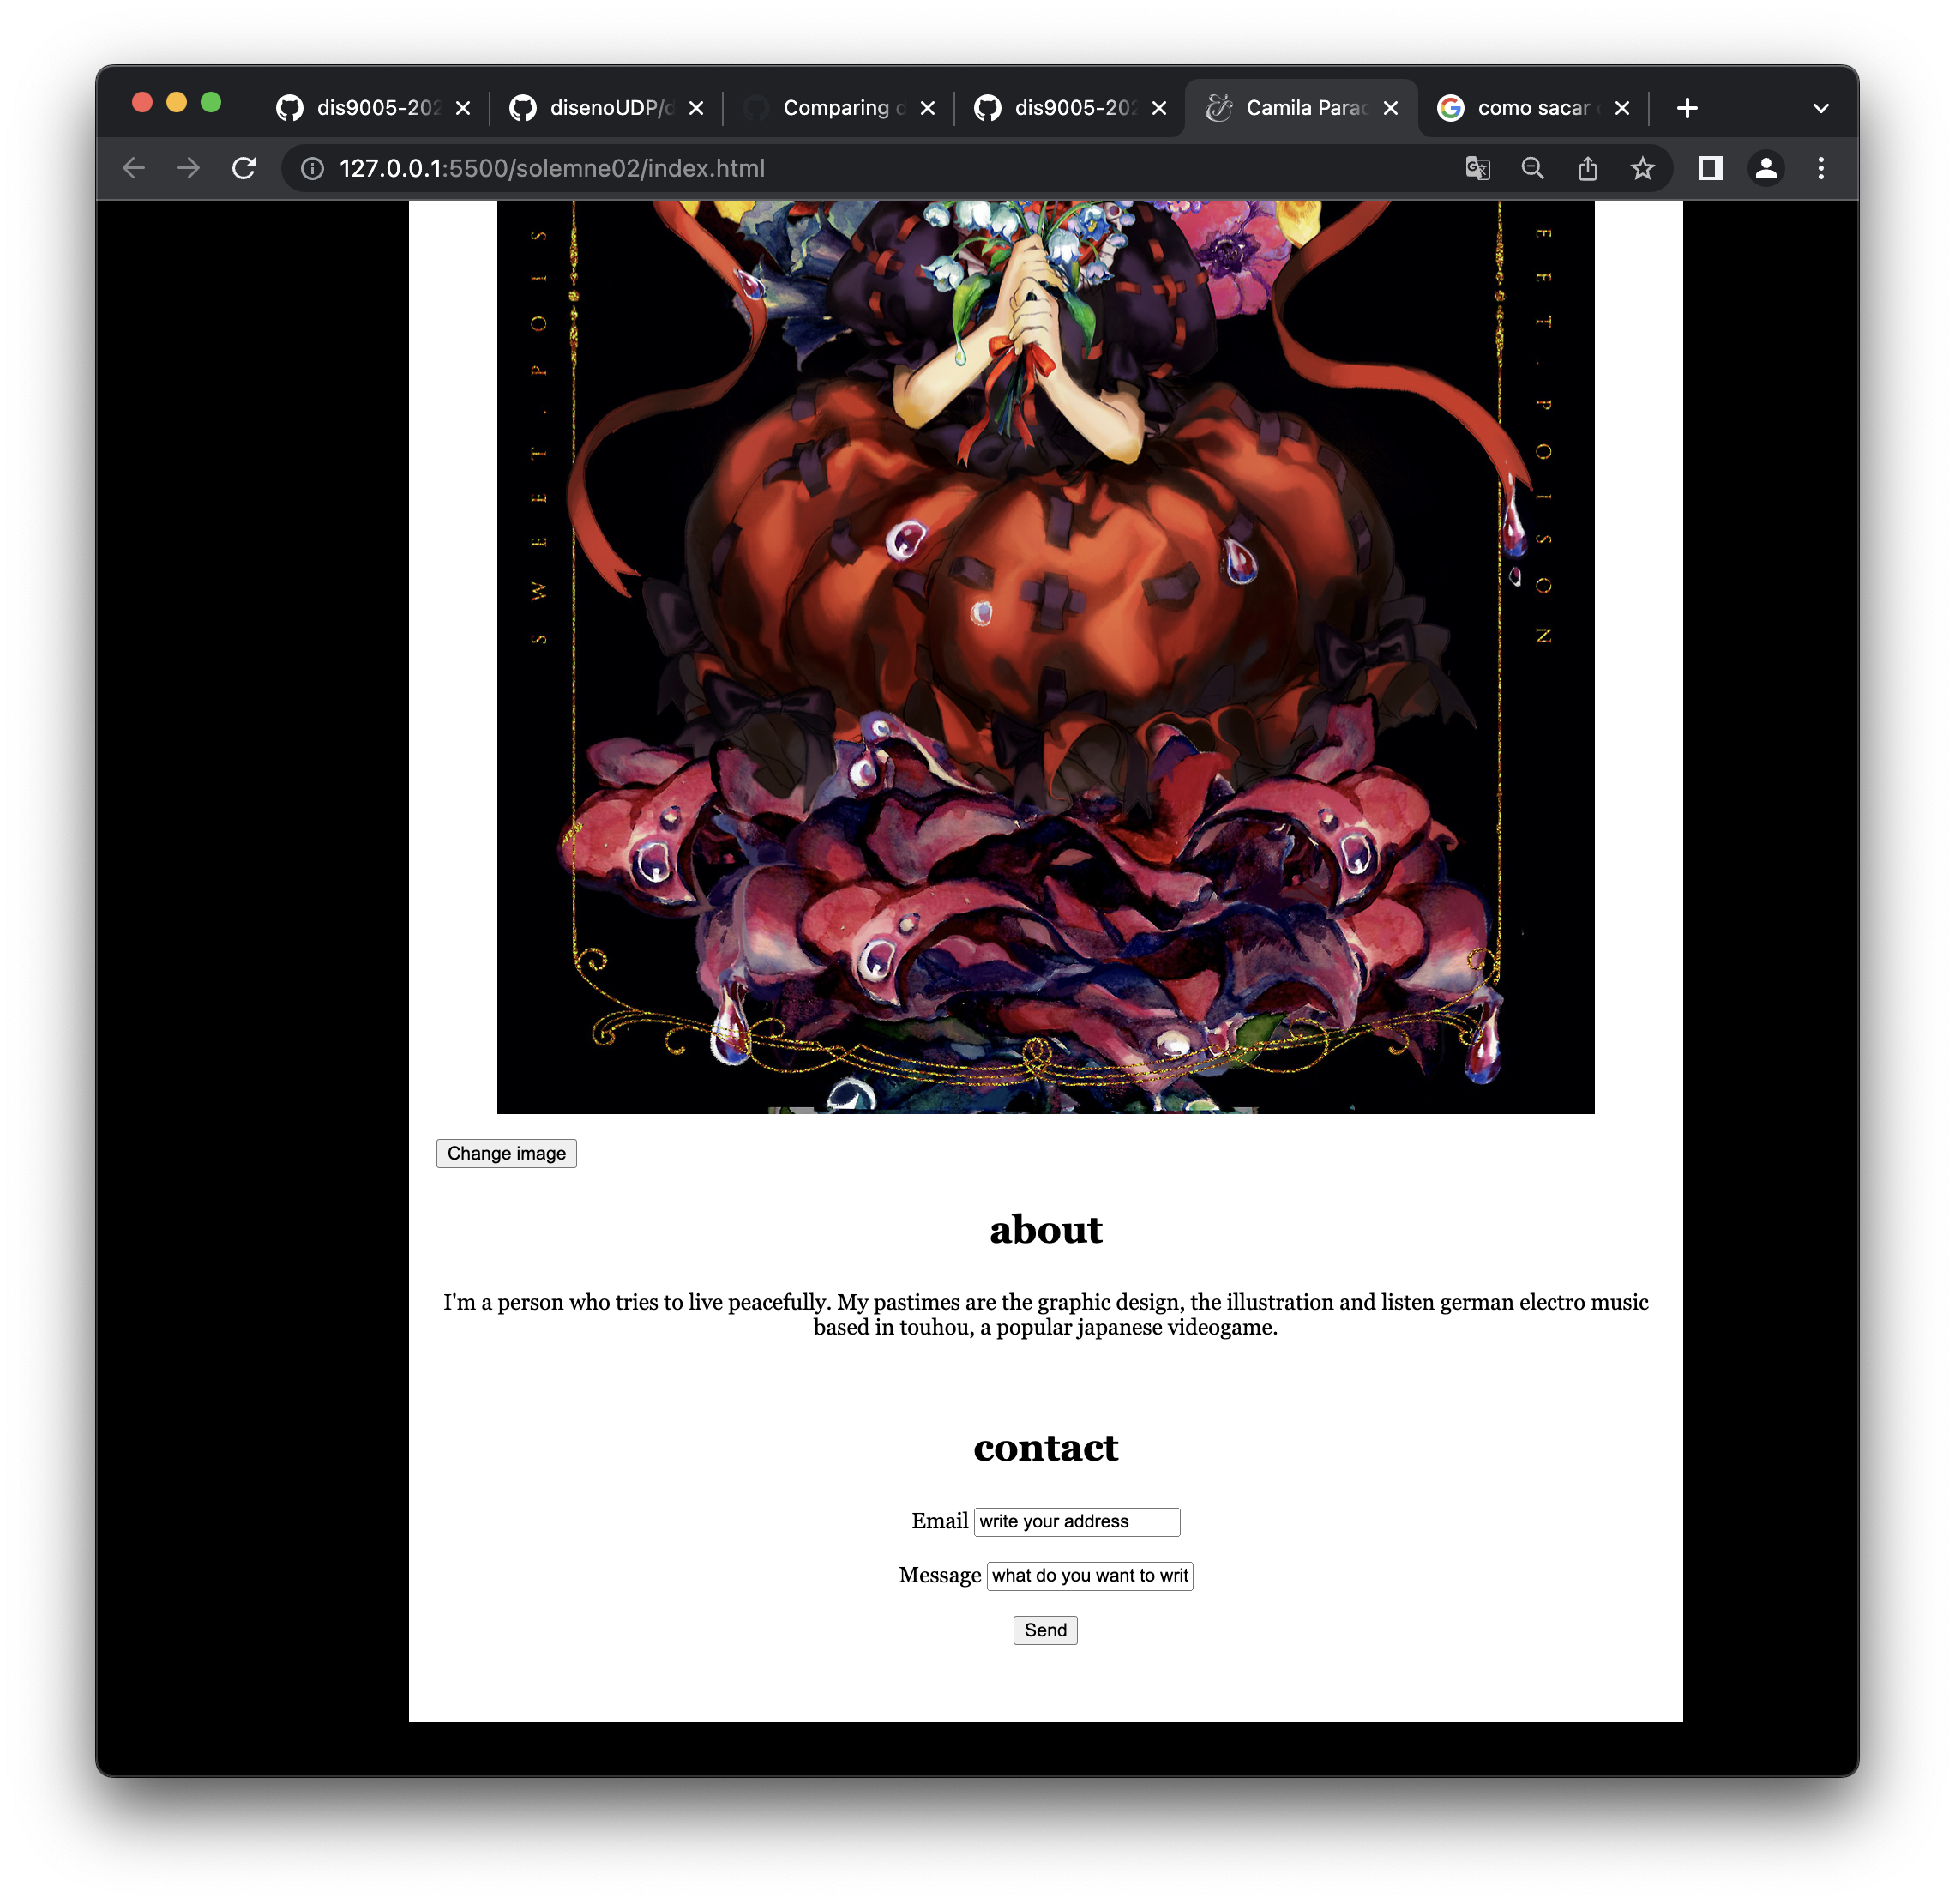 dis9005-202
disenoUDP/d
Comparing d
dis9005-202
Camila Parad
como sacar
127.0.0.1:5500/solemne02/index.html
SWEET.POIS
EET.POISON
Change image
about
I'm a person who tries to live peacefully. My pastimes are the graphic design, the illustration and listen german electro music
based in touhou, a popular japanese videogame.
contact
Email write your address
Message what do you want to writ
Send